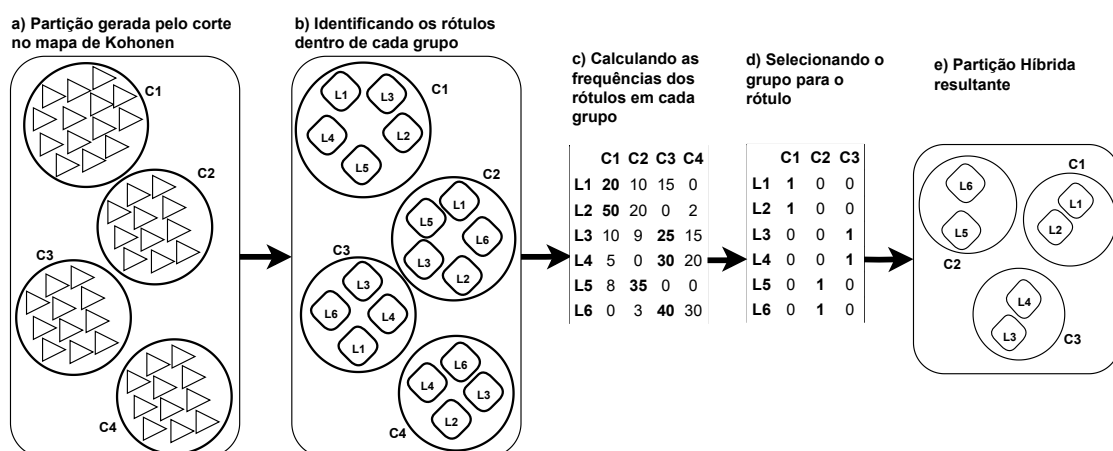 a) Partição gerada pelo corte
no mapa de Kohonen
C1
C2
C3
C4
b) Identificando os rótulos
dentro de cada grupo
C1
L1
L3
L4
L2
L5
C2
L1
L5
L6
L3
L2
C3
L3
L6
L4
L1
L6
L4
L3
L2
C4
c) Calculando as
frequências dos
rótulos em cada
grupo
C1 C2 C3 C4
L1 20 10 15 0
L2 50 20 0 2
L3 10 9 25 15
L4 5 0 30 20
L5 8 35 0 0
L6 0 3 40 30
d) Selecionando o
grupo para o
rótulo
C1 C2 C3
L1 1 0 0
L2 1 0 0
L3 0 0 1
L4 0 0 1
L5 0 1 0
L6 0 1 0
e) Partição Híbrida
resultante
C1
L6
L1
L5
L2
C2
L4
L3
C3